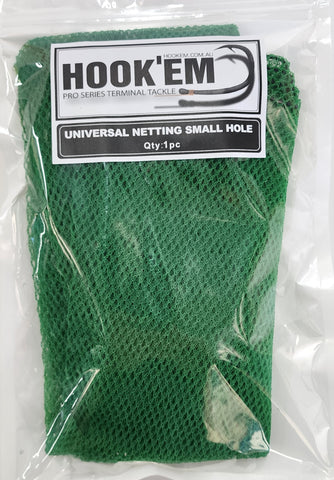 HOOKEM.COM.AU
HOOK'EM
PRO SERIES TERMINAL TACKLE
UNIVERSAL NETTING SMALL HOLE
Qty:1pc